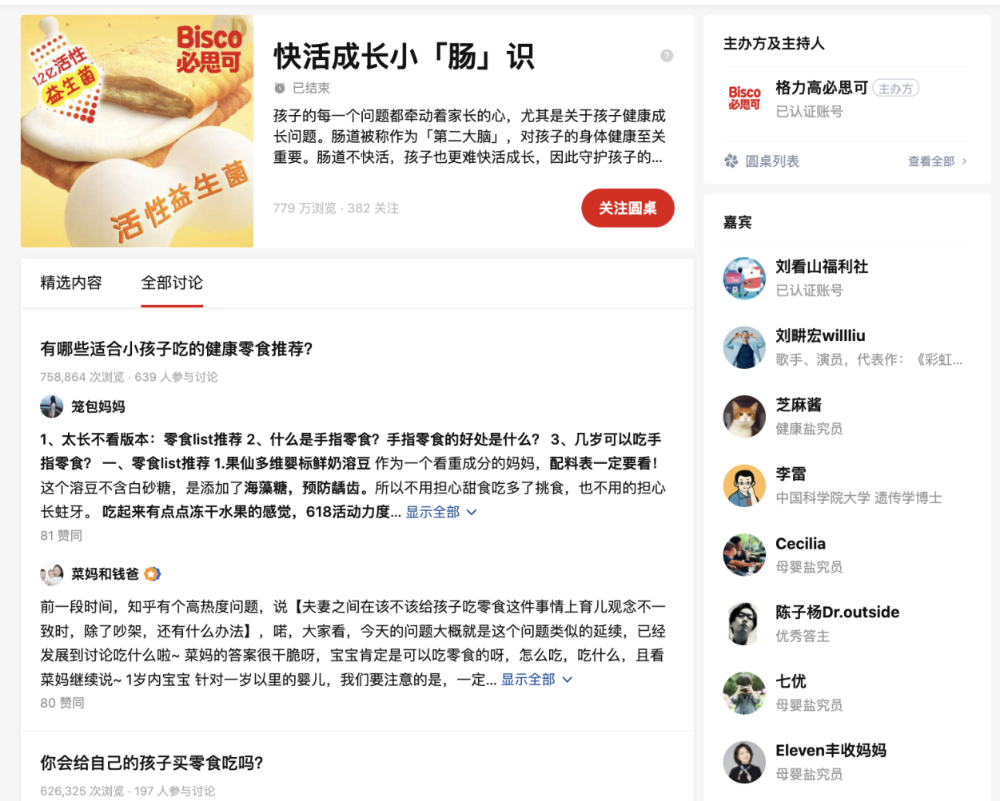 Bisco
必思可
12亿活性
益生菌
活性益生菌
快活成长小「肠」识
已结束
孩子的每一个问题都牵动着家长的心，尤其是关于孩子健康成
长问题。肠道被称作为「第二大脑」，对孩子的身体健康至关
重要。肠道不快活，孩子也更难快活成长，因此守护孩子的...
779 万浏览 · 382 关注
关注圆桌
精选内容
全部讨论
有哪些适合小孩子吃的健康零食推荐?
758,864 次浏览 · 639 人参与讨论
笼包妈妈
1、太长不看版本：零食list推荐 2、什么是手指零食？手指零食的好处是什么？ 3、几岁可以吃手
指零食？ 一、零食list推荐 1.果仙多维婴标鲜奶溶豆 作为一个看重成分的妈妈，配料表一定要看！
这个溶豆不含白砂糖，是添加了海藻糖，预防龋齿。所以不用担心甜食吃多了挑食，也不用的担心
长蛀牙。 吃起来有点点冻干水果的感觉，618活动力度... 显示全部
81 赞同
菜妈和钱爸
前一段时间，知乎有个高热度问题，说【夫妻之间在该不该给孩子吃零食这件事情上育儿观念不一
致时，除了吵架，还有什么办法】，喏，大家看，今天的问题大概就是这个问题类似的延续，已经
发展到讨论吃什么啦~ 菜妈的答案很干脆呀，宝宝肯定是可以吃零食的呀，怎么吃，吃什么，且看
菜妈继续说~ 1岁内宝宝 针对一岁以里的婴儿，我们要注意的是，一定... 显示全部
80 赞同
你会给自己的孩子买零食吃吗?
626,325 次浏览 · 197 人参与讨论
主办方及主持人
Bisco
必思可
格力高必思可 主办方
已认证账号
圆桌列表
查看全部
嘉宾
刘看山福利社
已认证账号
刘畊宏willliu
歌手、演员，代表作：《彩虹...
芝麻酱
健康盐究员
李雷
中国科学院大学 遗传学博士
Cecilia
母婴盐究员
陈子杨Dr.outside
优秀答主
七优
母婴盐究员
Eleven丰收妈妈
母婴盐究员